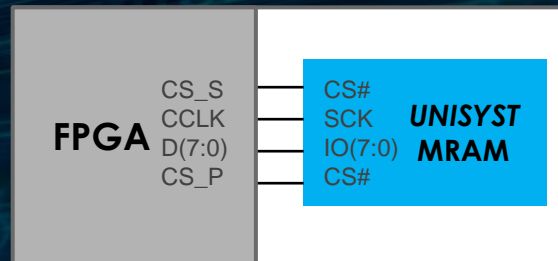 FPGA
CS_S
CCLK
D(7:0)
CS_P
CS#
SCK
IO(7:0)
CS#
UNISYST
MRAM